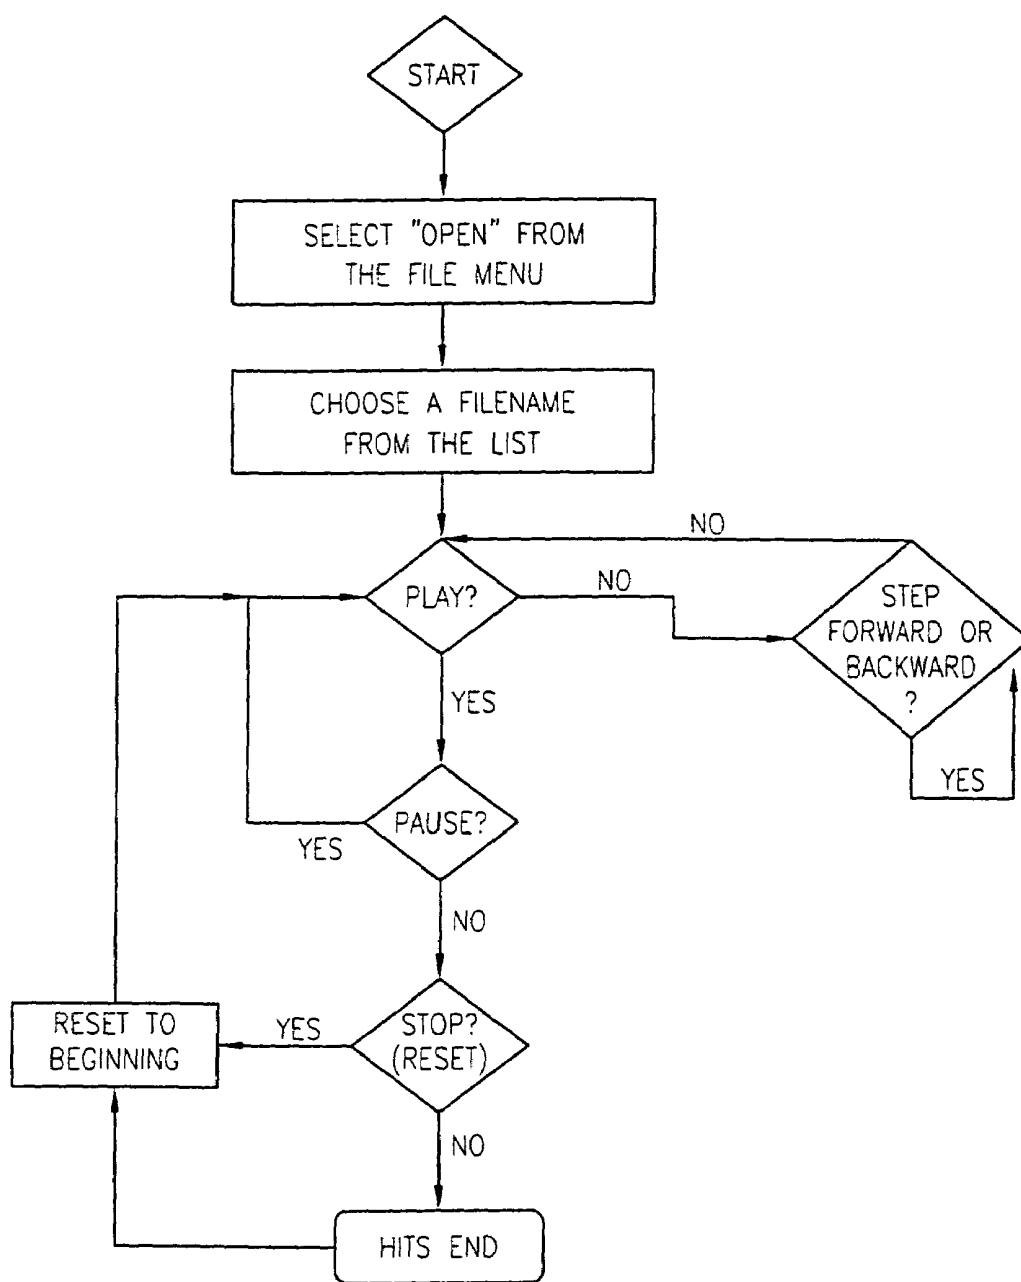 START
SELECT "OPEN" FROM
THE FILE MENU
CHOOSE A FILENAME
FROM THE LIST
NO
PLAY?
NO
STEP
FORWARD OR
BACKWARD
?
YES
YES
PAUSE?
YES
NO
RESET TO
BEGINNING
YES
STOP?
(RESET)
NO
HITS END